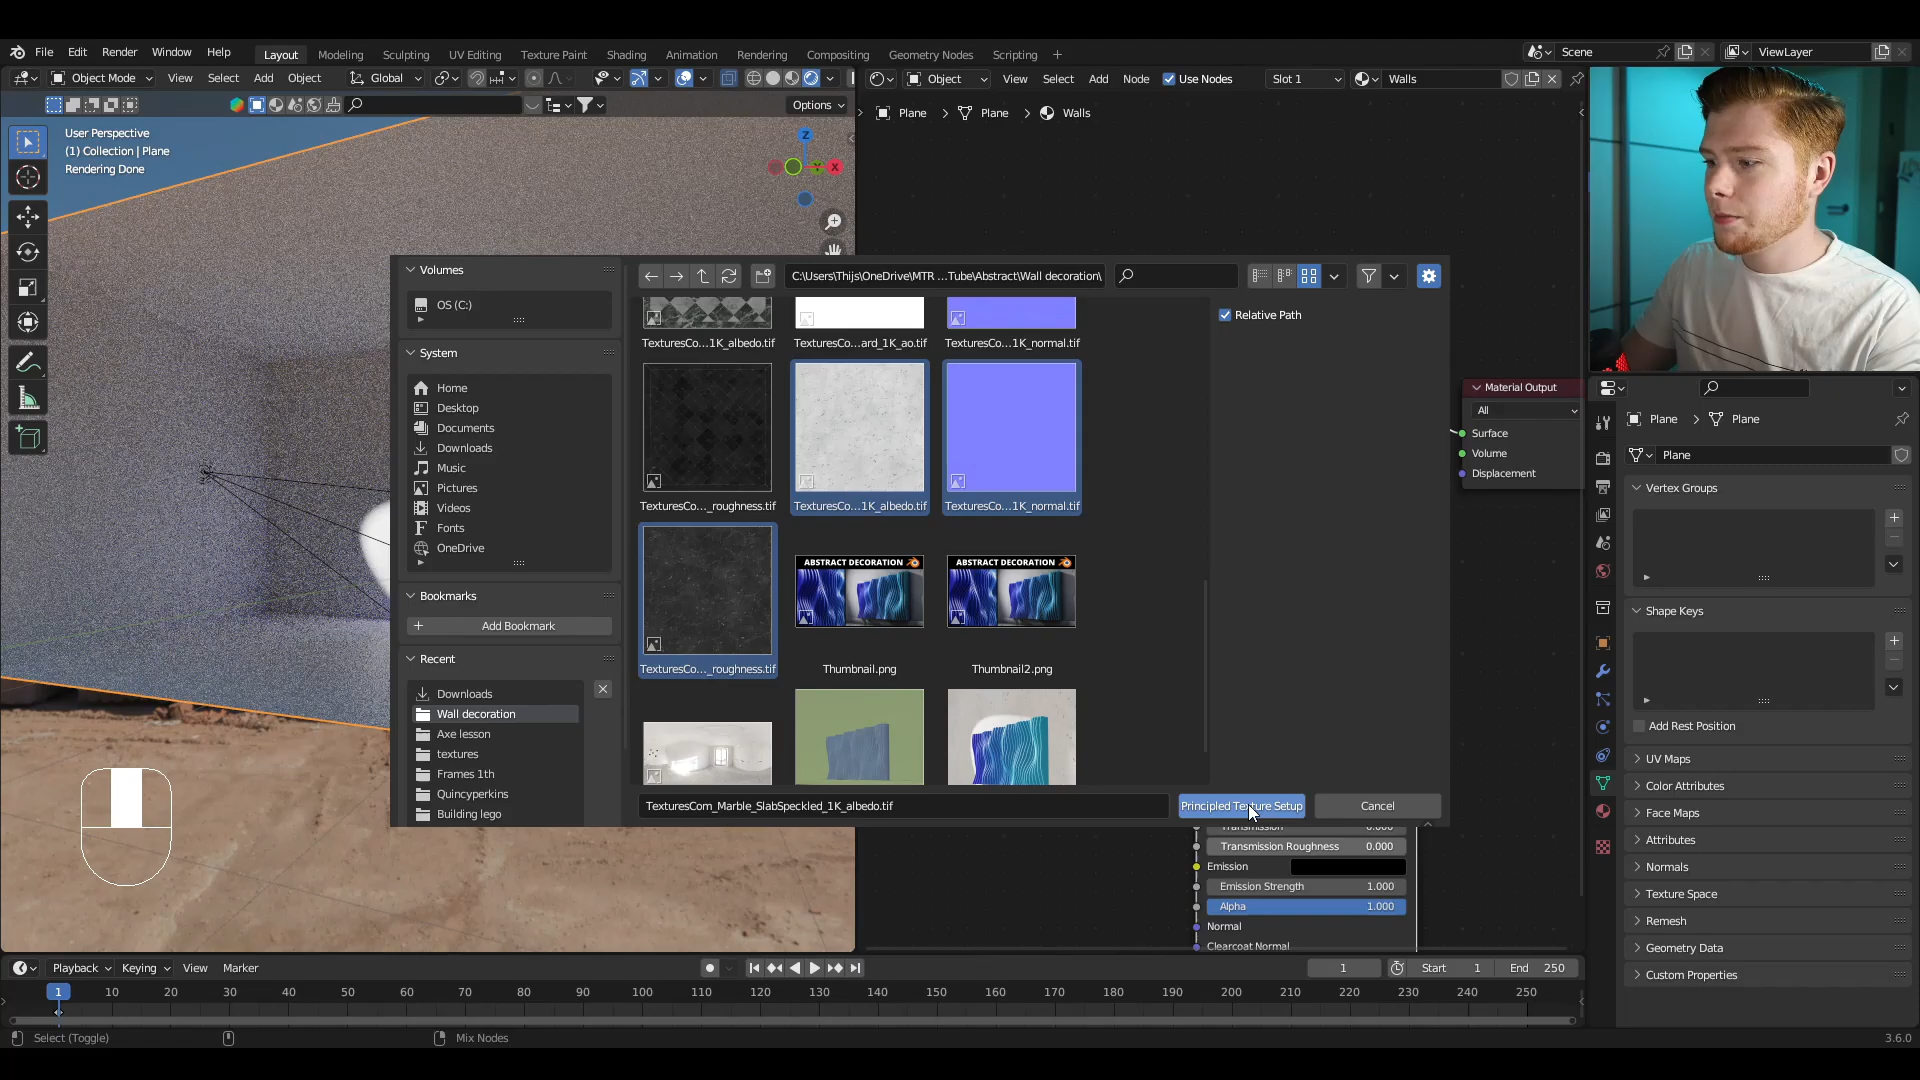 File Edit Render Window Help Layout Modeling Sculpting UV Editing Texture Paint Shading Animation Rendering Compositing Geometry Nodes Scripting + Scene ViewLayer
Object Mode View Select Add Object Global Object View Select Add Node Use Nodes Slot 1 Walls
Options
Plane Plane Walls
User Perspective
(1) Collection | Plane
Rendering Done
Z
X
Volumes
OS (C:)
System
Home
Desktop
Documents
Downloads
Music
Pictures
Videos
Fonts
OneDrive
Bookmarks
Add Bookmark
Recent
Downloads
Wall decoration
Axe lesson
textures
Frames 1th
Quincyperkins
Building lego
C:\Users\Thijs\OneDrive\MTR ...Tube\Abstract\Wall decoration\
TexturesCo...1K_albedo.tif TexturesCo...ard_1K_ao.tif TexturesCo...1K_normal.tif
TexturesCo..._roughness.tif TexturesCo...1K_albedo.tif TexturesCo...1K_normal.tif
ABSTRACT DECORATION ABSTRACT DECORATION
TexturesCo..._roughness.tif Thumbnail.png Thumbnail2.png
TexturesCom_Marble_SlabSpeckled_1K_albedo.tif Principled Texture Setup Cancel
Relative Path
Material Output
All
Surface
Volume
Displacement
Transmission 0.000
Transmission Roughness 0.000
Emission
Emission Strength 1.000
Alpha 1.000
Normal
Clearcoat Normal
Plane Plane
Plane
Vertex Groups
Shape Keys
Add Rest Position
UV Maps
Color Attributes
Face Maps
Attributes
Normals
Texture Space
Remesh
Geometry Data
Custom Properties
Playback Keying View Marker 1 Start 1 End 250
1 10 20 30 40 50 60 70 80 90 100 110 120 130 140 150 160 170 180 190 200 210 220 230 240 250
Select (Toggle) Mix Nodes 3.6.0